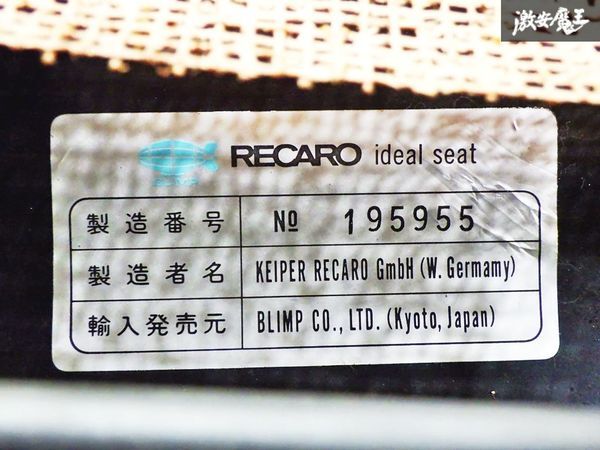 激安魔王
RECARO ideal seat
製造番号 № 195955
製造者名 KEIPER RECARO GmbH (W. Germamy)
輸入発売元 BLIMP CO., LTD. (Kyoto, Japan)